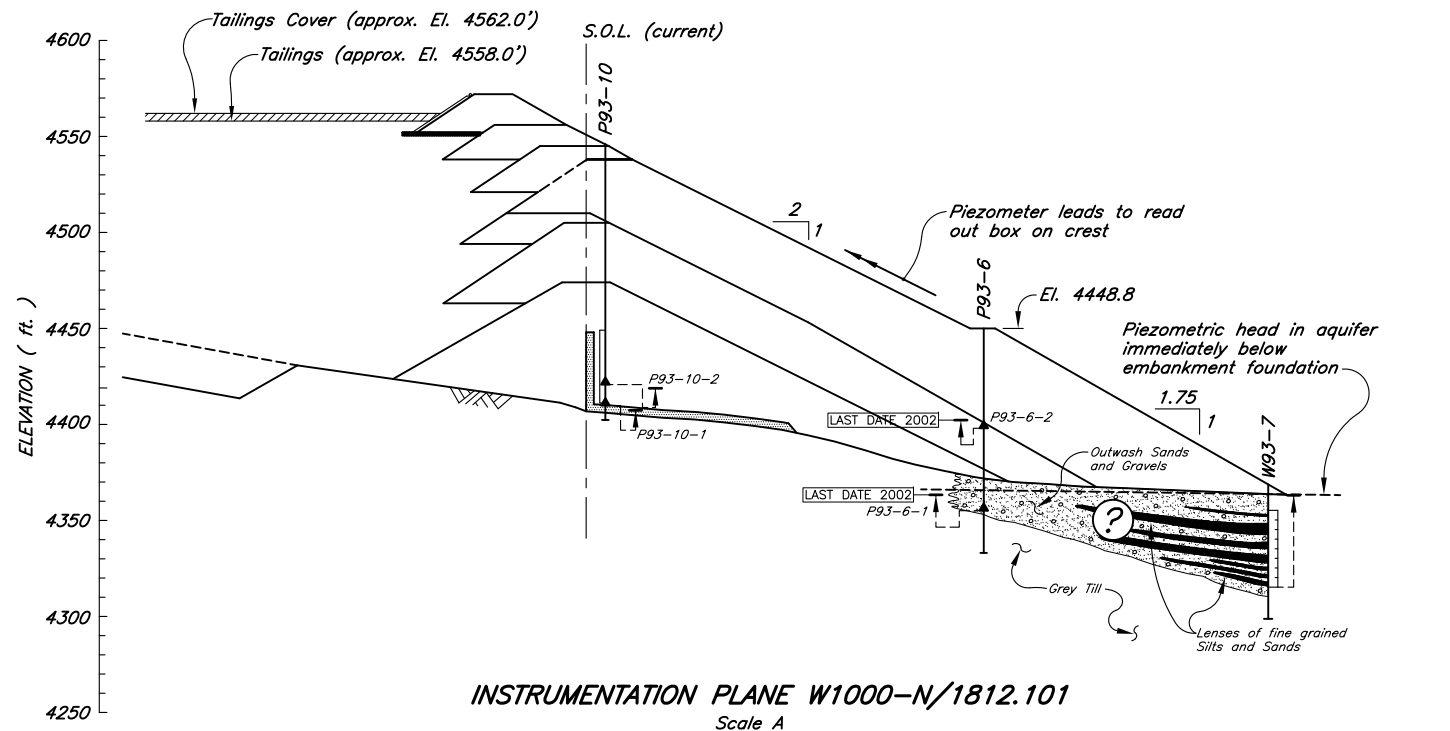 Tailings Cover (approx. El. 4562.0')
Tailings (approx. El. 4558.0')
S.O.L. (current)
P93-10
4600
4550
4500
4450
4400
4350
4300
4250
ELEVATION ( ft. )
2
1
Piezometer leads to read
out box on crest
P93-6
El. 4448.8
Piezometric head in aquifer
immediately below
embankment foundation
1.75
1
W93-7
P93-10-2
P93-10-1
LAST DATE 2002
P93-6-2
Outwash Sands
and Gravels
LAST DATE 2002
P93-6-1
?
Grey Till
Lenses of fine grained
Silts and Sands
INSTRUMENTATION PLANE W1000-N/1812.101
Scale A